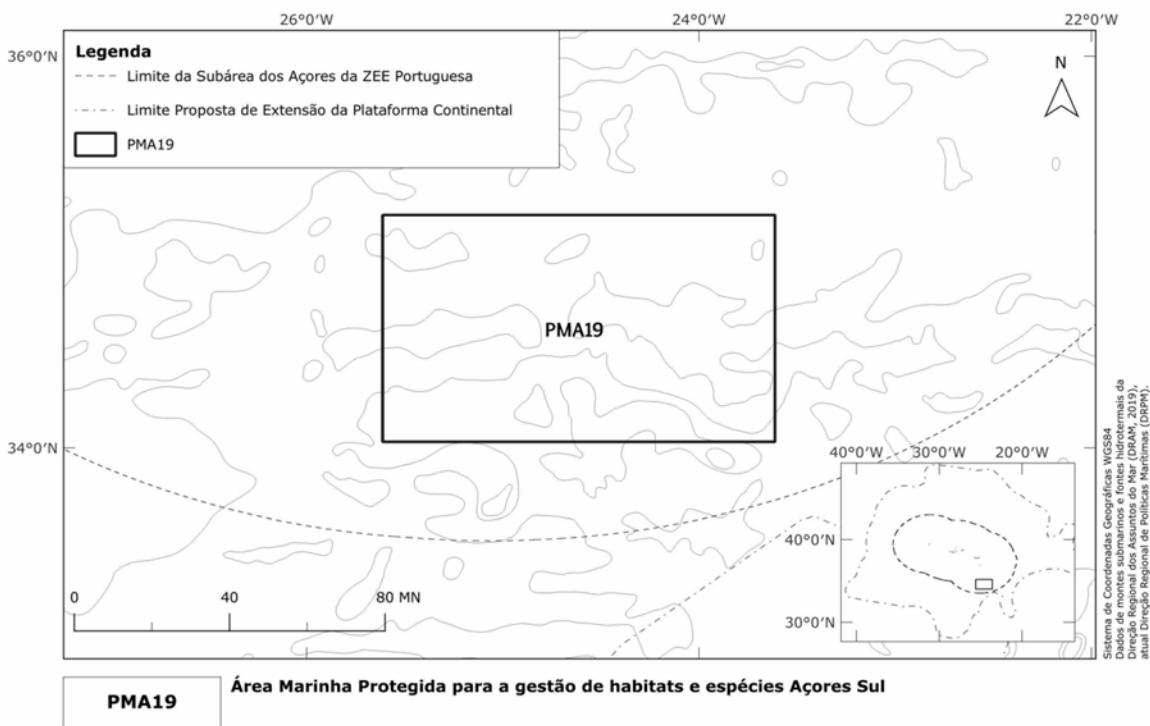 26°0'W
24°0'W
22°0'W
36°0'N
34°0'N
Legenda
Limite da Subárea dos Açores da ZEE Portuguesa
Limite Proposta de Extensão da Plataforma Continental
PMA19
N
PMA19
0
40
80 MN
40°0'W
30°0'W
20°0'W
40°0'N
30°0'N
Sistema de Coordenadas Geográficas WGS84
Dados de montes submarinos e fontes hidrotermais da
Direção Regional dos Assuntos do Mar (DRAM, 2019),
atual Direção Regional de Políticas Marítimas (DRPM).
PMA19
Área Marinha Protegida para a gestão de habitats e espécies Açores Sul